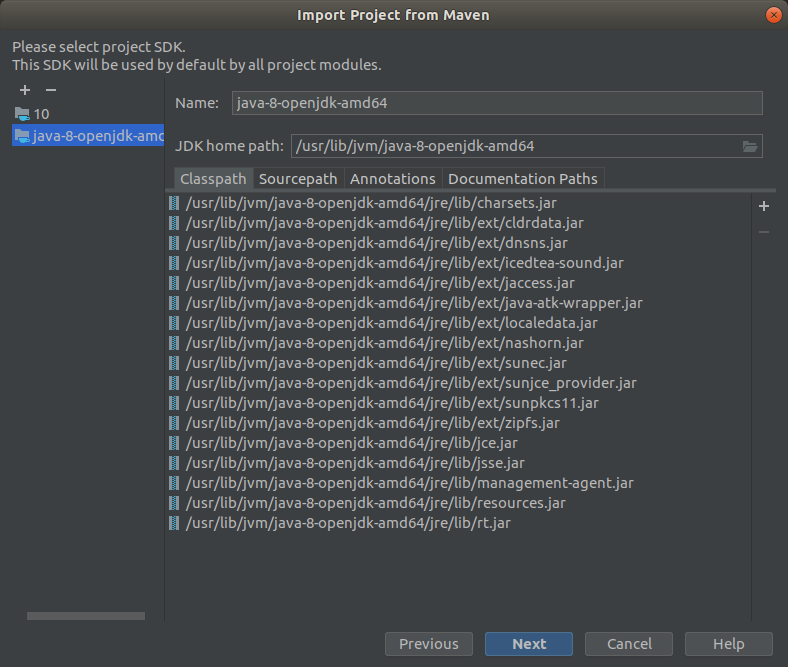 Import Project from Maven
Please select project SDK.
This SDK will be used by default by all project modules.
10
java-8-openjdk-amd
Name: java-8-openjdk-amd64
JDK home path: /usr/lib/jvm/java-8-openjdk-amd64
Classpath Sourcepath Annotations Documentation Paths
/usr/lib/jvm/java-8-openjdk-amd64/jre/lib/charsets.jar
/usr/lib/jvm/java-8-openjdk-amd64/jre/lib/ext/cldrdata.jar
/usr/lib/jvm/java-8-openjdk-amd64/jre/lib/ext/dnsns.jar
/usr/lib/jvm/java-8-openjdk-amd64/jre/lib/ext/icedtea-sound.jar
/usr/lib/jvm/java-8-openjdk-amd64/jre/lib/ext/jaccess.jar
/usr/lib/jvm/java-8-openjdk-amd64/jre/lib/ext/java-atk-wrapper.jar
/usr/lib/jvm/java-8-openjdk-amd64/jre/lib/ext/localedata.jar
/usr/lib/jvm/java-8-openjdk-amd64/jre/lib/ext/nashorn.jar
/usr/lib/jvm/java-8-openjdk-amd64/jre/lib/ext/sunec.jar
/usr/lib/jvm/java-8-openjdk-amd64/jre/lib/ext/sunjce_provider.jar
/usr/lib/jvm/java-8-openjdk-amd64/jre/lib/ext/sunpkcs11.jar
/usr/lib/jvm/java-8-openjdk-amd64/jre/lib/ext/zipfs.jar
/usr/lib/jvm/java-8-openjdk-amd64/jre/lib/jce.jar
/usr/lib/jvm/java-8-openjdk-amd64/jre/lib/jsse.jar
/usr/lib/jvm/java-8-openjdk-amd64/jre/lib/management-agent.jar
/usr/lib/jvm/java-8-openjdk-amd64/jre/lib/resources.jar
/usr/lib/jvm/java-8-openjdk-amd64/jre/lib/rt.jar
Previous Next Cancel Help